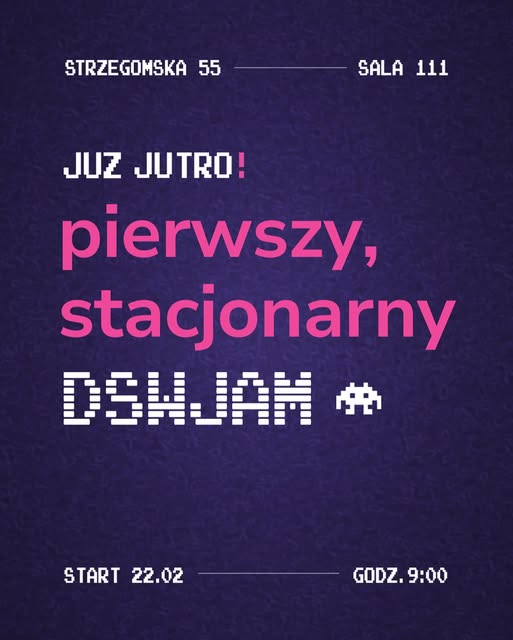 STRZEGOMSKA 55 SALA 111
JUZ JUTRO!
pierwszy,
stacjonarny
DSWJAM
START 22.02 GODZ.9:00